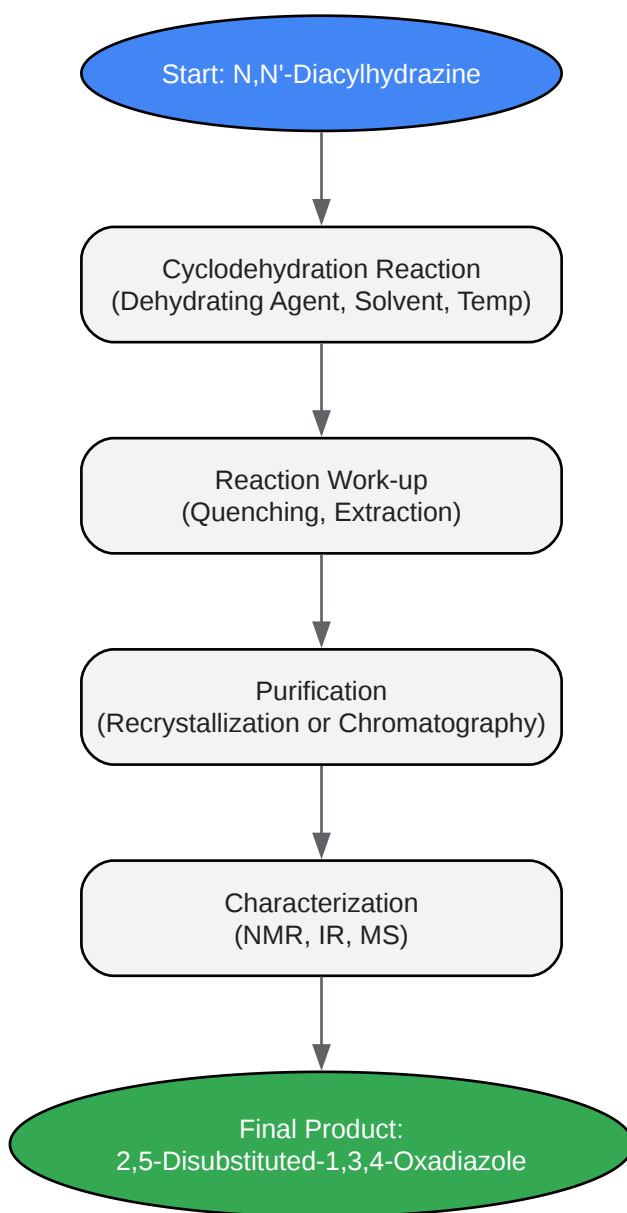 Start: N,N'-Diacylhydrazine
Cyclodehydration Reaction
(Dehydrating Agent, Solvent, Temp)
Reaction Work-up
(Quenching, Extraction)
Purification
(Recrystallization or Chromatography)
Characterization
(NMR, IR, MS)
Final Product:
2,5-Disubstituted-1,3,4-Oxadiazole